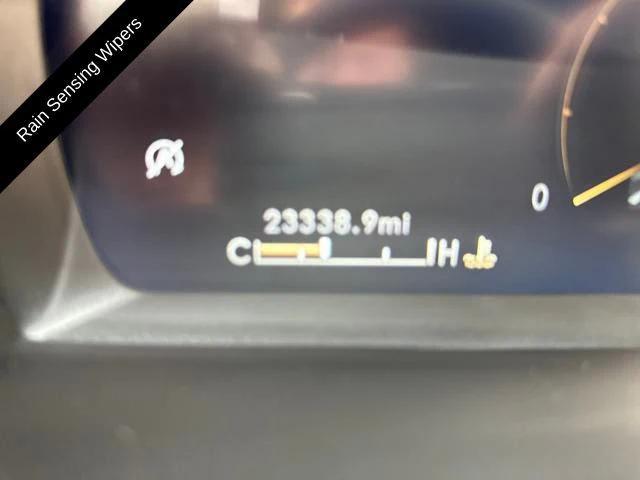 Rain Sensing Wipers
0
23338.9mi
C H